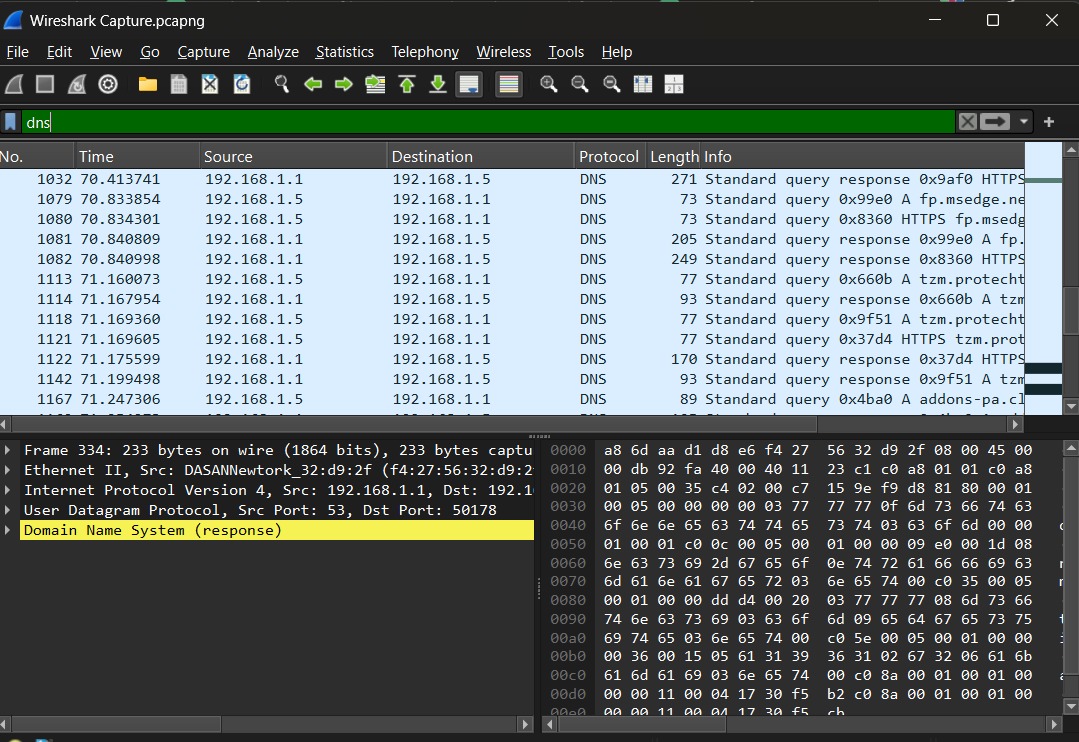 Wireshark Capture.pcapng
File Edit View Go Capture Analyze Statistics Telephony Wireless Tools Help
dns
No. Time Source Destination Protocol Length Info
1032 70.413741 192.168.1.1 192.168.1.5 DNS 271 Standard query response 0x9af0 HTTPS
1079 70.833854 192.168.1.5 192.168.1.1 DNS 73 Standard query 0x99e0 A fp.msedge.ne
1080 70.834301 192.168.1.5 192.168.1.1 DNS 73 Standard query 0x8360 HTTPS fp.msedg
1081 70.840809 192.168.1.1 192.168.1.5 DNS 205 Standard query response 0x99e0 A fp.
1082 70.840998 192.168.1.1 192.168.1.5 DNS 249 Standard query response 0x8360 HTTPS
1113 71.160073 192.168.1.5 192.168.1.1 DNS 77 Standard query 0x660b A tzm.protecht
1114 71.167954 192.168.1.1 192.168.1.5 DNS 93 Standard query response 0x660b A tzm
1118 71.169360 192.168.1.5 192.168.1.1 DNS 77 Standard query 0x9f51 A tzm.protecht
1121 71.169605 192.168.1.5 192.168.1.1 DNS 77 Standard query 0x37d4 HTTPS tzm.prot
1122 71.175599 192.168.1.1 192.168.1.5 DNS 170 Standard query response 0x37d4 HTTPS
1142 71.199498 192.168.1.1 192.168.1.5 DNS 93 Standard query response 0x9f51 A tzm
1167 71.247306 192.168.1.5 192.168.1.1 DNS 89 Standard query 0x4ba0 A addons-pa.cl
Frame 334: 233 bytes on wire (1864 bits), 233 bytes captu
Ethernet II, Src: DASANNewtork_32:d9:2f (f4:27:56:32:d9:2
Internet Protocol Version 4, Src: 192.168.1.1, Dst: 192.1
User Datagram Protocol, Src Port: 53, Dst Port: 50178
Domain Name System (response)
0000 a8 6d aa d1 d8 e6 f4 27 56 32 d9 2f 08 00 45 00
0010 00 db 92 fa 40 00 40 11 23 c1 c0 a8 01 01 c0 a8
0020 01 05 00 35 c4 02 00 c7 15 9e f9 d8 81 80 00 01
0030 00 05 00 00 00 00 03 77 77 77 0f 6d 73 66 74 63
0040 6f 6e 6e 65 63 74 74 65 73 74 03 63 6f 6d 00 00
0050 01 00 01 c0 0c 00 05 00 01 00 00 09 e0 00 1d 08
0060 6e 63 73 69 2d 67 65 6f 0e 74 72 61 66 66 69 63
0070 6d 61 6e 61 67 65 72 03 6e 65 74 00 c0 35 00 05
0080 00 01 00 00 dd d4 00 20 03 77 77 77 08 6d 73 66
0090 74 6e 63 73 69 03 63 6f 6d 09 65 64 67 65 73 75
00a0 69 74 65 03 6e 65 74 00 c0 5e 00 05 00 01 00 00
00b0 00 36 00 15 05 61 31 39 36 31 02 67 32 06 61 6b
00c0 61 6d 61 69 03 6e 65 74 00 c0 8a 00 01 00 01 00
00d0 00 00 11 00 04 17 30 f5 b2 c0 8a 00 01 00 01 00
00e0 00 00 11 00 04 17 30 f5 cb